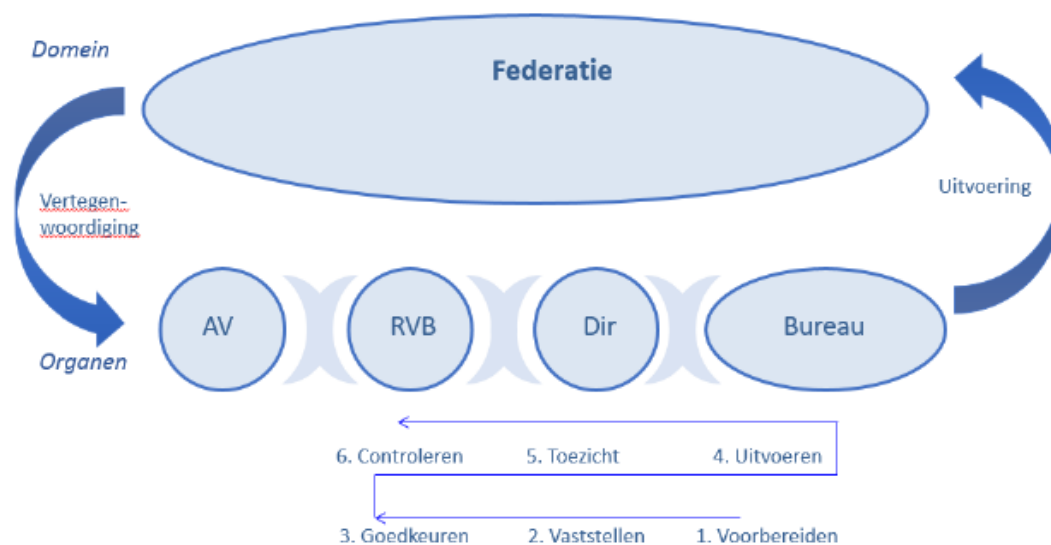 Domein
Federatie
Vertegen-
woordiging
Uitvoering
AV
RVB
Dir
Bureau
Organen
6. Controleren
5. Toezicht
4. Uitvoeren
3. Goedkeuren
2. Vaststellen
1. Voorbereiden